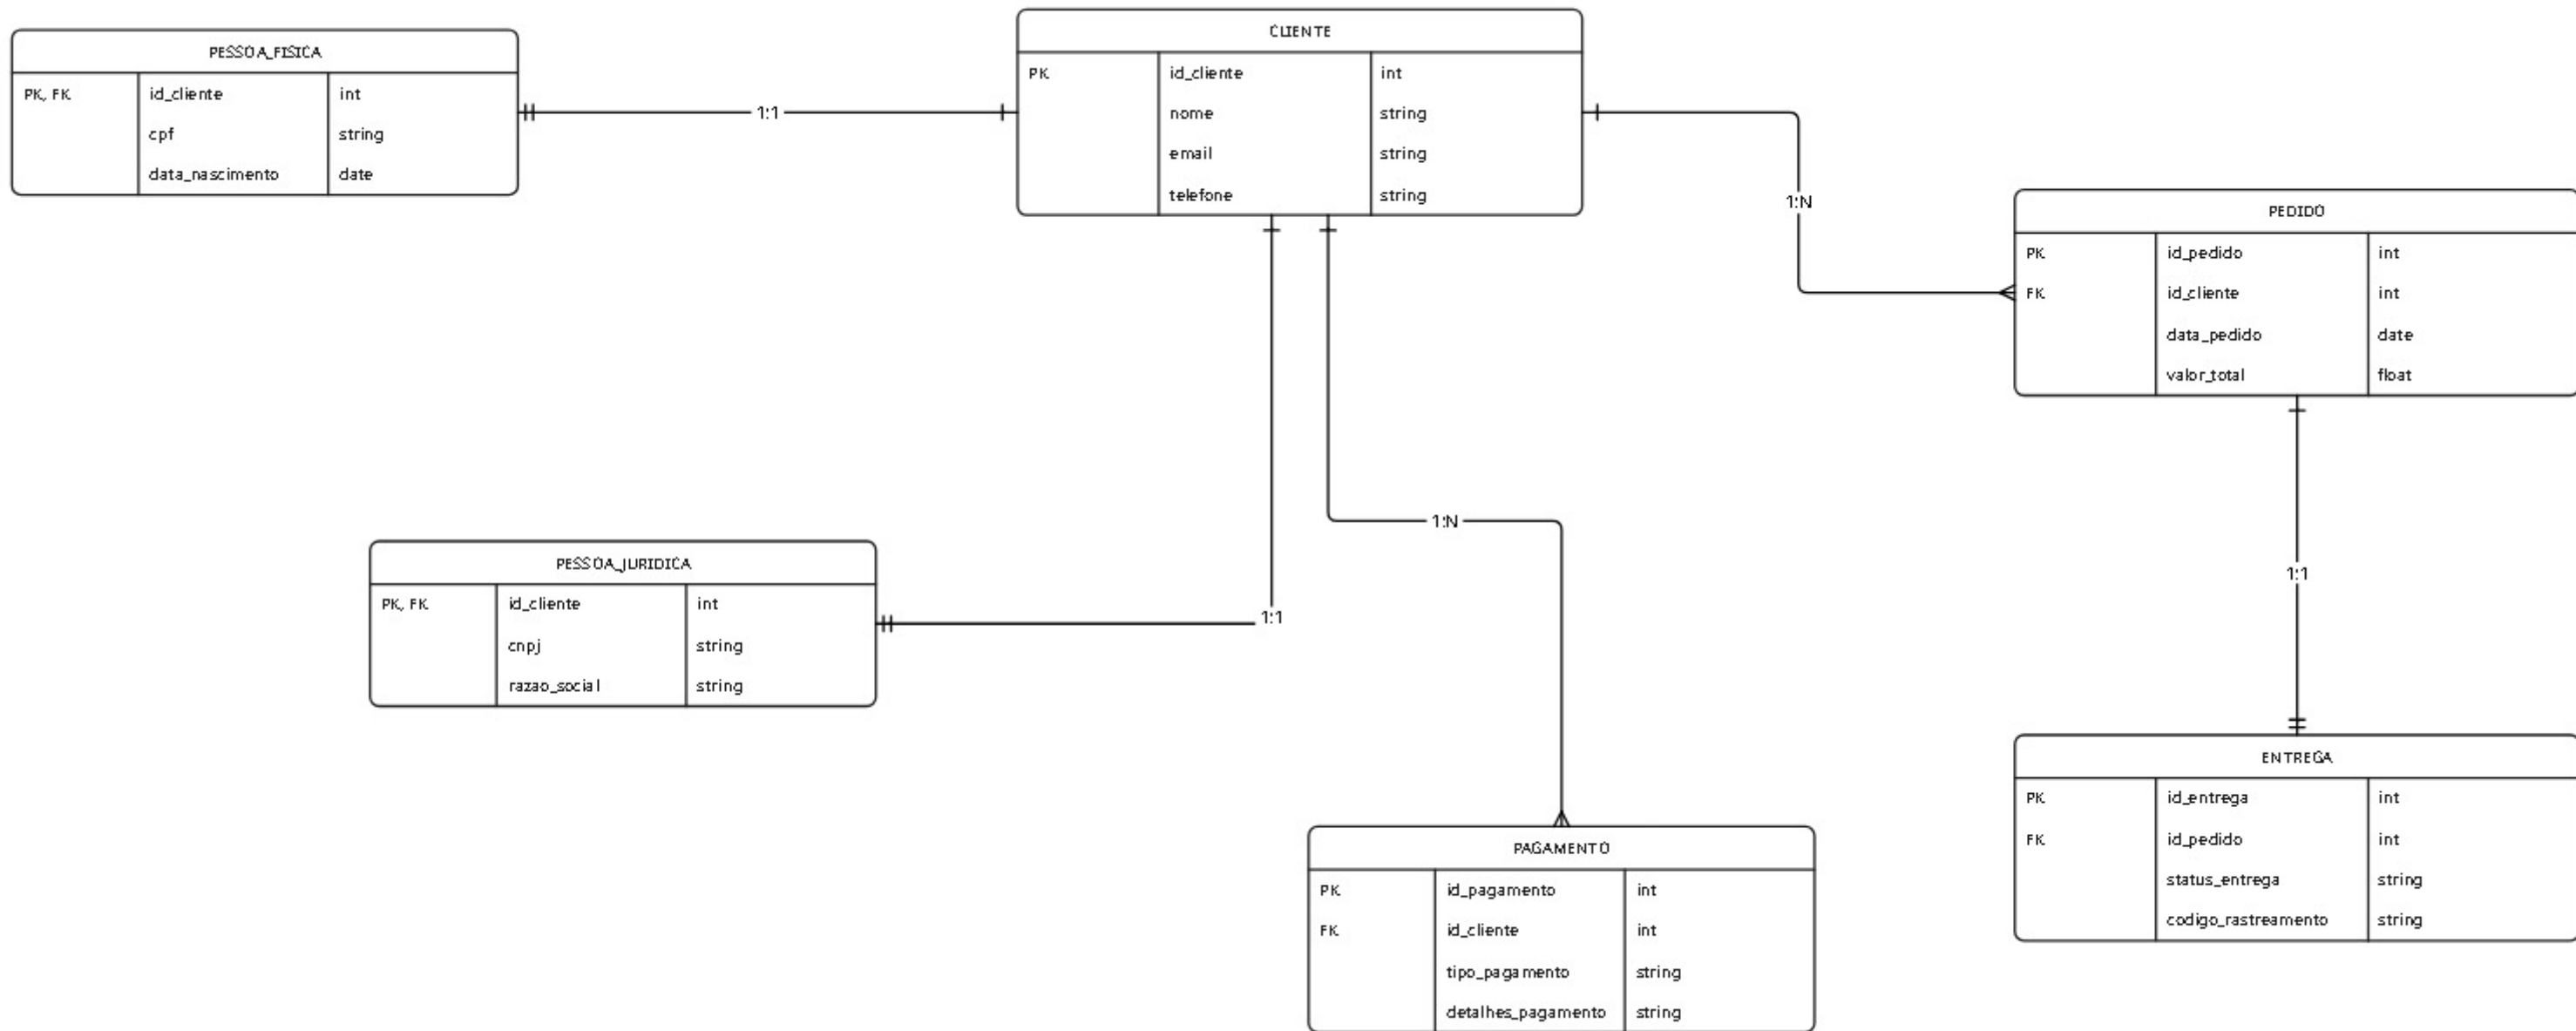 PESSOA_FISICA
PK, FK id_cliente int
cpf string
data_nascimento date
1:1
CLIENTE
PK id_cliente int
nome string
email string
telefone string
1:N
PEDIDO
PK id_pedido int
FK id_cliente int
data_pedido date
valor_total float
1:N
1:1
PESSOA_JURIDICA
PK, FK id_cliente int
cnpj string
razao_social string
1:1
ENTREGA
PK id_entrega int
FK id_pedido int
status_entrega string
codigo_rastreamento string
PAGAMENTO
PK id_pagamento int
FK id_cliente int
tipo_pagamento string
detalhes_pagamento string